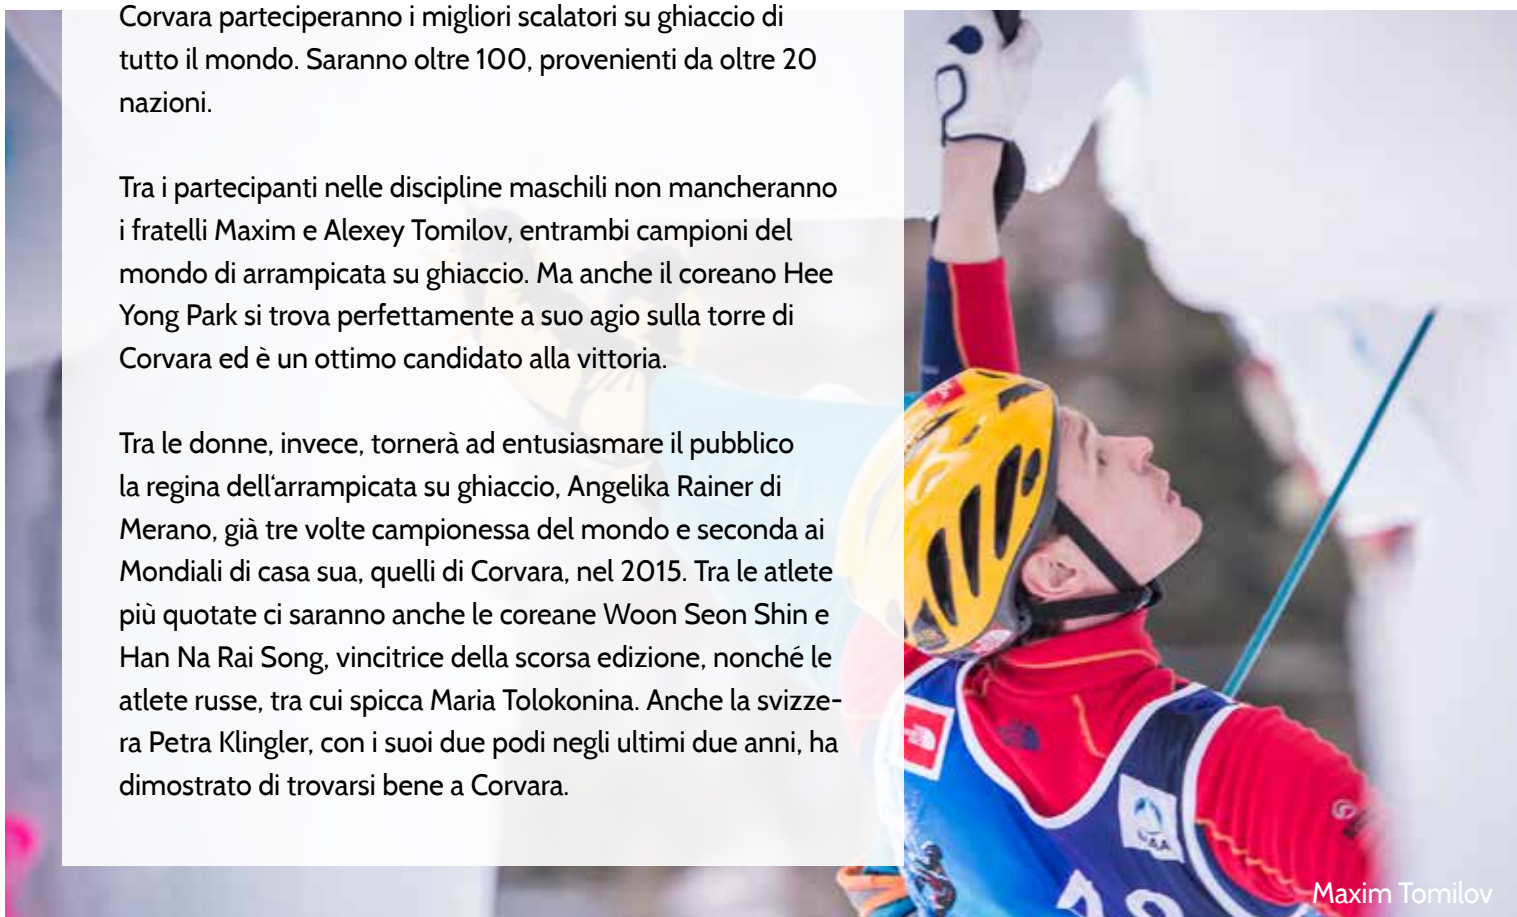 Corvara parteciperanno i migliori scalatori su ghiaccio di
tutto il mondo. Saranno oltre 100, provenienti da oltre 20
nazioni.
Tra i partecipanti nelle discipline maschili non mancheranno
i fratelli Maxim e Alexey Tomilov, entrambi campioni del
mondo di arrampicata su ghiaccio. Ma anche il coreano Hee
Yong Park si trova perfettamente a suo agio sulla torre di
Corvara ed è un ottimo candidato alla vittoria.
Tra le donne, invece, tornerà ad entusiasmare il pubblico
la regina dell‘arrampicata su ghiaccio, Angelika Rainer di
Merano, già tre volte campionessa del mondo e seconda ai
Mondiali di casa sua, quelli di Corvara, nel 2015. Tra le atlete
più quotate ci saranno anche le coreane Woon Seon Shin e
Han Na Rai Song, vincitrice della scorsa edizione, nonché le
atlete russe, tra cui spicca Maria Tolokonina. Anche la svizze-
ra Petra Klingler, con i suoi due podi negli ultimi due anni, ha
dimostrato di trovarsi bene a Corvara.
Maxim Tomilov